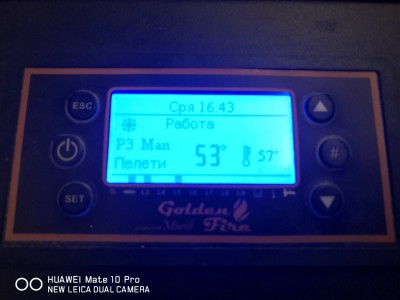 Сря 16:43
ESC
Работа
P3 Man
53°
57°
Пелети
#
SET
Golden
Fire
HUAWEI Mate 10 Pro
NEW LEICA DUAL CAMERA